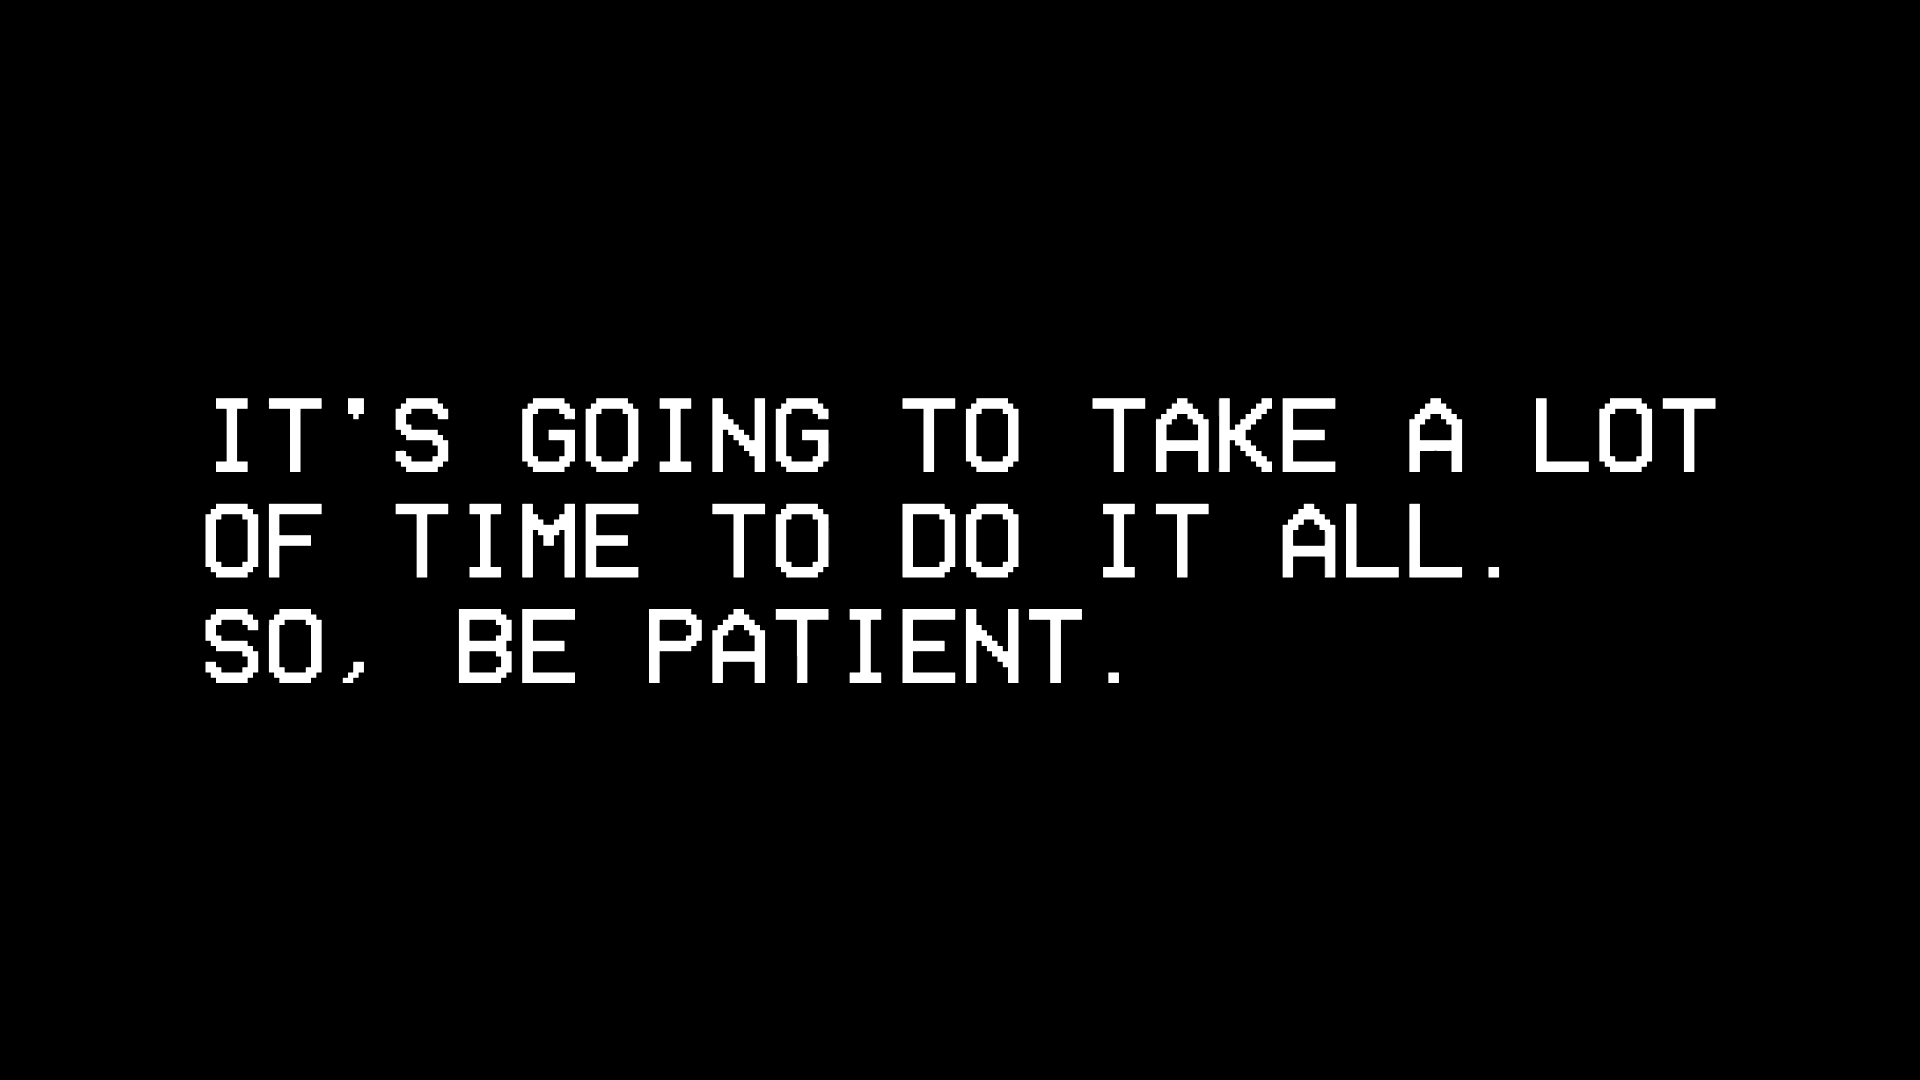 IT'S GOING TO TAKE A LOT
OF TIME TO DO IT ALL.
SO, BE PATIENT.